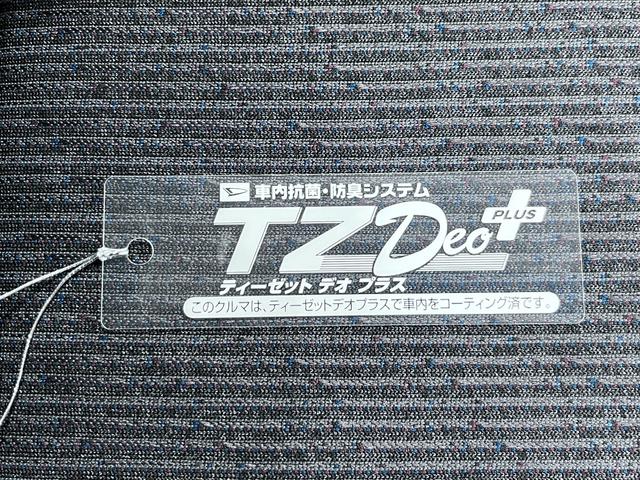 車内抗菌・防臭システム
TZ Deo PLUS
ティーゼット デオ プラス
このクルマは、ティーゼットデオプラスで車内をコーティング済です。